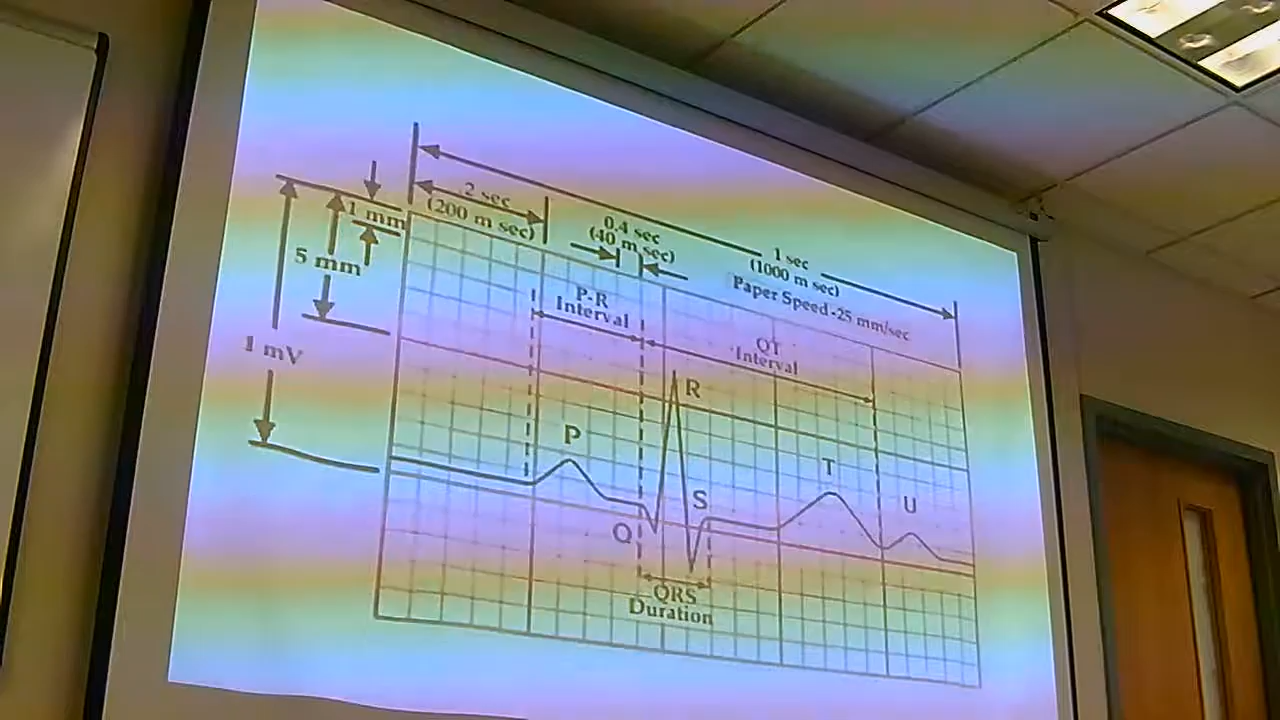 .2 sec
(200 m sec)
1 mm
0.4 sec
(40 m sec)
1 sec
(1000 m sec)
Paper Speed-25 mm/sec
5 mm
P-R
Interval
QT
Interval
1 mV
R
P
S
T
U
Q
QRS
Duration